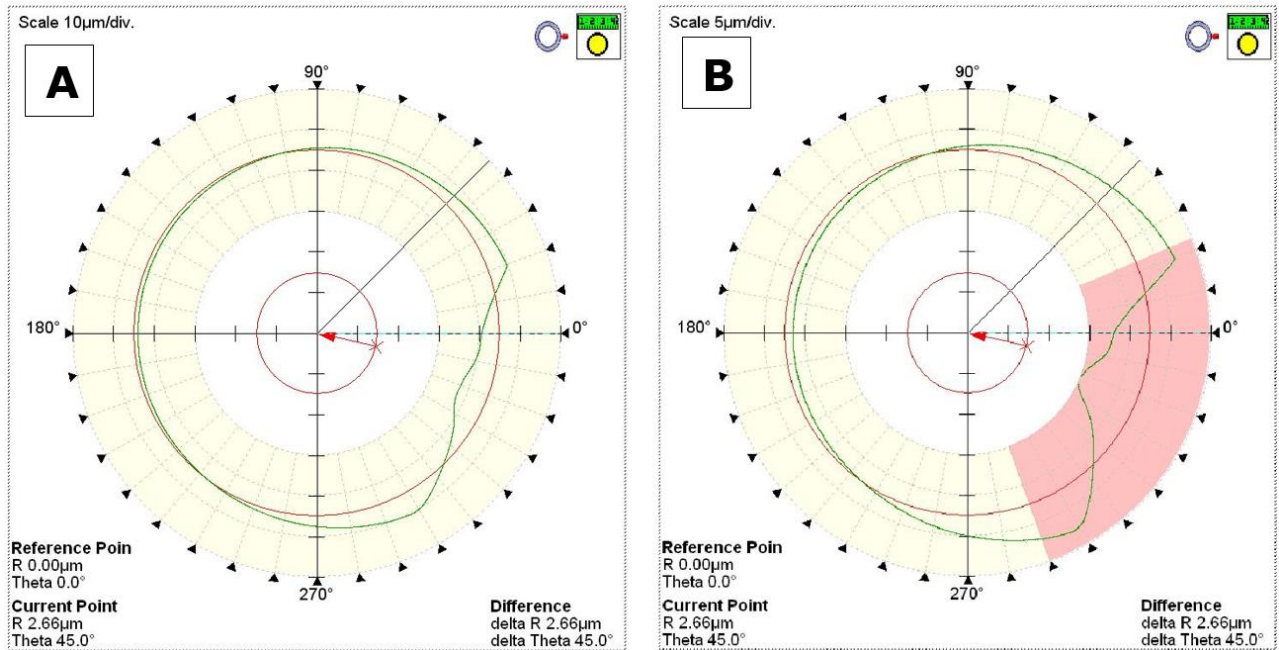 Scale 10µm/div.
A
90°
180°
0°
270°
Reference Poin
R 0.00µm
Theta 0.0°
Current Point
R 2.66µm
Theta 45.0°
Difference
delta R 2.66µm
delta Theta 45.0°
Scale 5µm/div.
B
90°
180°
0°
270°
Reference Poin
R 0.00µm
Theta 0.0°
Current Point
R 2.66µm
Theta 45.0°
Difference
delta R 2.66µm
delta Theta 45.0°